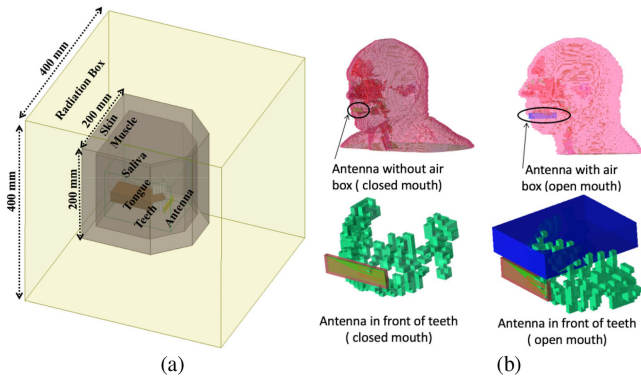 400 mm
Radiation Box
200 mm
Skin
Muscle
Saliva
Tongue
Teeth
Antenna
200 mm
400 mm
(a)
Antenna without air
box ( closed mouth)
Antenna with air
box (open mouth)
Antenna in front of teeth
( closed mouth)
Antenna in front of teeth
( open mouth)
(b)